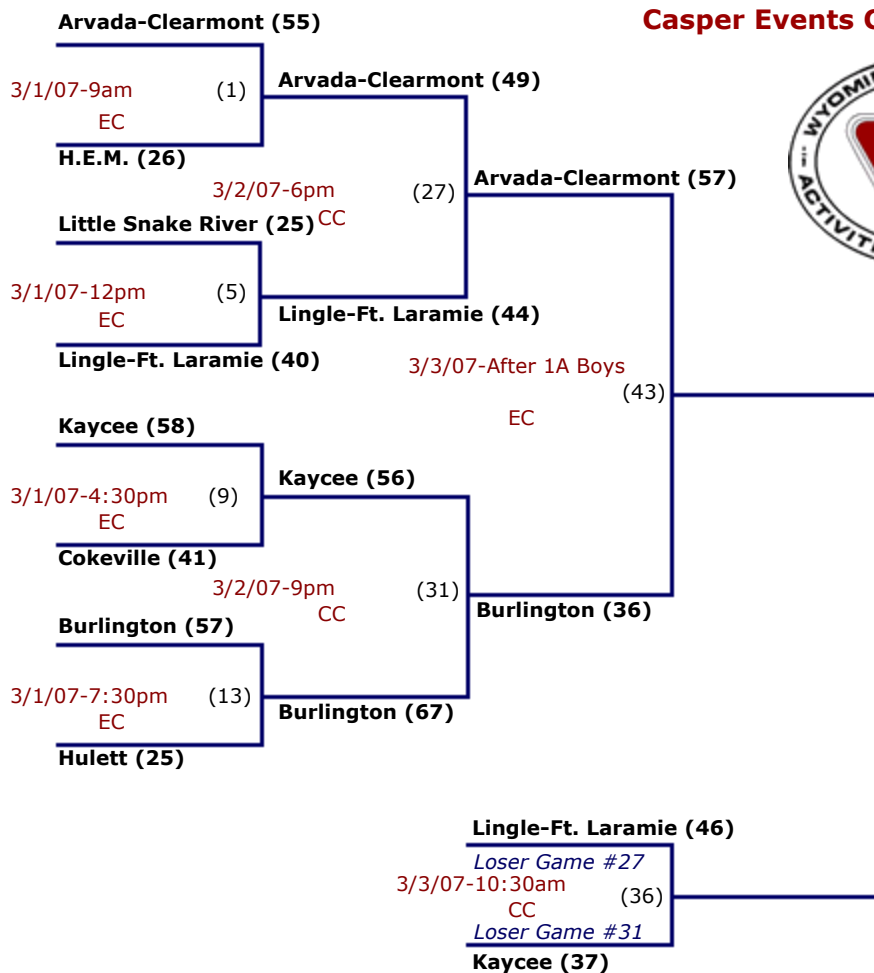 Casper Events C
Arvada-Clearmont (55)
3/1/07-9am
(1)
EC
H.E.M. (26)
Arvada-Clearmont (49)
3/2/07-6pm
CC
(27)
Little Snake River (25)
3/1/07-12pm
(5)
EC
Lingle-Ft. Laramie (40)
Lingle-Ft. Laramie (44)
Arvada-Clearmont (57)
3/3/07-After 1A Boys
(43)
EC
Kaycee (58)
3/1/07-4:30pm
(9)
EC
Cokeville (41)
Kaycee (56)
3/2/07-9pm
CC
(31)
Burlington (36)
Burlington (57)
3/1/07-7:30pm
(13)
EC
Hulett (25)
Burlington (67)
Lingle-Ft. Laramie (46)
Loser Game #27
3/3/07-10:30am
(36)
CC
Loser Game #31
Kaycee (37)